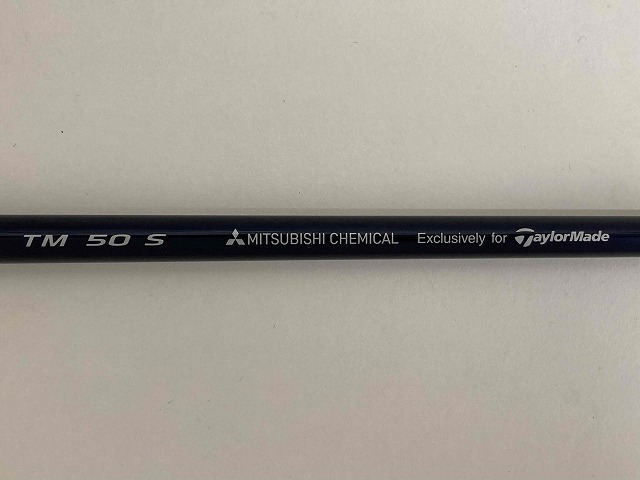 TM 50 S MITSUBISHI CHEMICAL Exclusively for TaylorMade